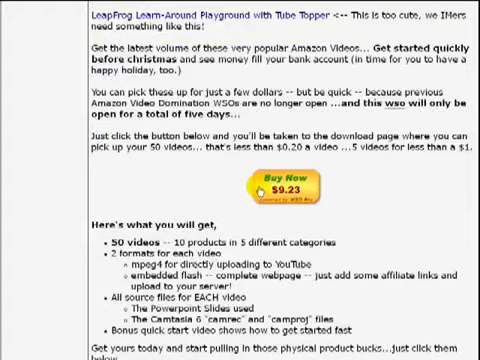 LeapFrog Learn-Around Playground with Tube Topper <-- This is too cute, we IMers
need something like this!
Get the latest volume of these very popular Amazon Videos... Get started quickly
before christmas and see money fill your bank account (in time for you to have a
happy holiday, too.)
You can pick these up for just a few dollars -- but be quick -- because previous
Amazon Video Domination WSOs are no longer open ...and this wso will only be
open for a total of five days...
Just click the button below and you'll be taken to the download page where you can
pick up your 50 videos... that's less than $0.20 a video ...5 videos for less than a $1.
Buy Now
$9.23
Here's what you will get,
• 50 videos -- 10 products in 5 different categories
• 2 formats for each video
o mpeg4 for directly uploading to YouTube
o embedded flash -- complete webpage -- just add some affiliate links and
upload to your server!
• All source files for EACH video
o The Powerpoint Slides used
o The Camtasia 6 "camrec" and "camproj" files
• Bonus quick start video shows how to get started fast
Get yours today and start pulling in those physical product bucks...just click them
below